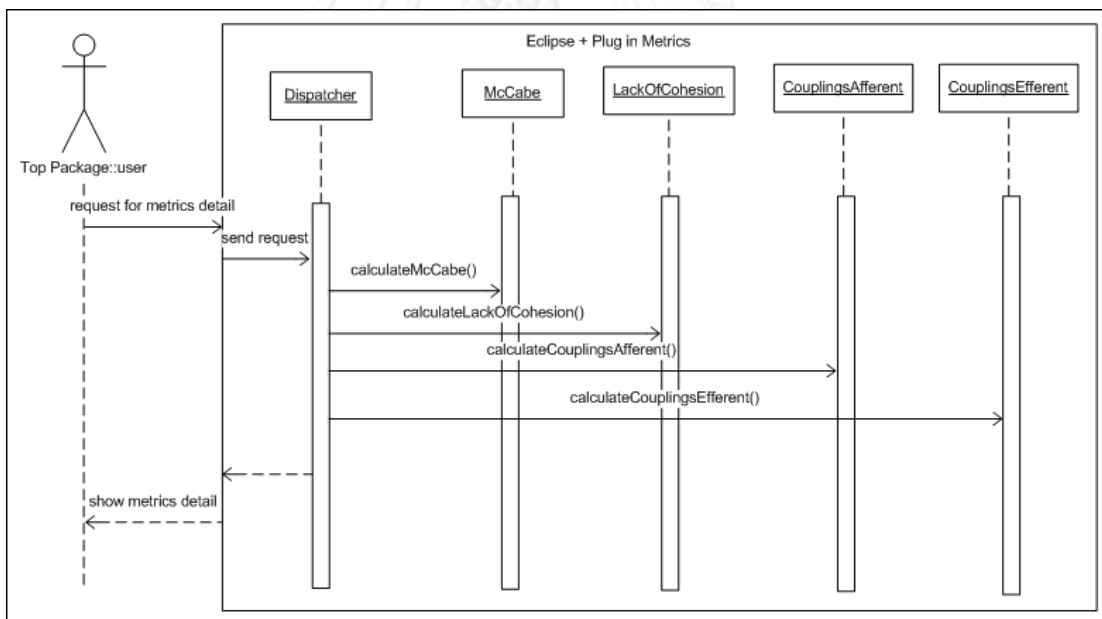 Eclipse + Plug in Metrics
Dispatcher
McCabe
LackOfCohesion
CouplingsAfferent
CouplingsEfferent
Top Package::user
request for metrics detail
send request
calculateMcCabe()
calculateLackOfCohesion()
calculateCouplingsAfferent()
calculateCouplingsEfferent()
show metrics detail